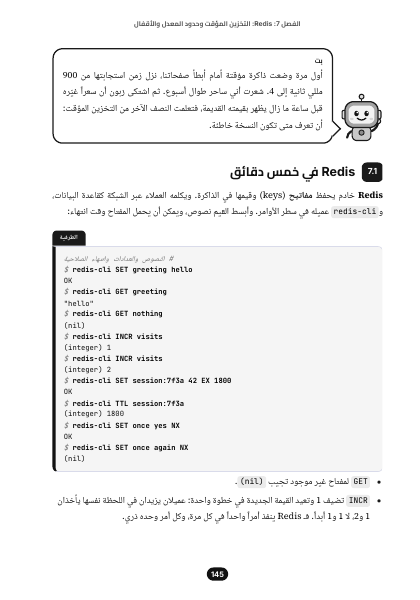 الفصل 7: Redis: التخزين المؤقت وحدود المعدل والأقفال
بت
أول مرة وضعت ذاكرة مؤقتة أمام أبطأ صفحاتنا، نزل زمن استجابتها من 900
مللي ثانية إلى 4. شعرت أني ساحر طوال أسبوع. ثم اشتكى زبون أن سعراً غيّره
قبل ساعة ما زال يظهر بقيمته القديمة، فتعلمت النصف الآخر من التخزين المؤقت:
أن تعرف متى تكون النسخة خاطئة.
7.1 Redis في خمس دقائق
Redis خادم يحفظ مفاتيح (keys) وقيمها في الذاكرة. ويكلمه العملاء عبر الشبكة كقاعدة البيانات،
و redis-cli عميله في سطر الأوامر. وأبسط القيم نصوص، ويمكن أن يحمل المفتاح وقت انتهاء:
الطرفية
# النصوص والعدادات وانتهاء الصلاحية
$ redis-cli SET greeting hello
OK
$ redis-cli GET greeting
"hello"
$ redis-cli GET nothing
(nil)
$ redis-cli INCR visits
(integer) 1
$ redis-cli INCR visits
(integer) 2
$ redis-cli SET session:7f3a 42 EX 1800
OK
$ redis-cli TTL session:7f3a
(integer) 1800
$ redis-cli SET once yes NX
OK
$ redis-cli SET once again NX
(nil)
• GET لمفتاح غير موجود تجيب (nil).
• INCR تضيف 1 وتعيد القيمة الجديدة في خطوة واحدة: عميلان يزيدان في اللحظة نفسها يأخذان
1 و2، لا 1 و1 أبداً. فـ Redis ينفذ أمراً واحداً في كل مرة، وكل أمر وحده ذري.
145